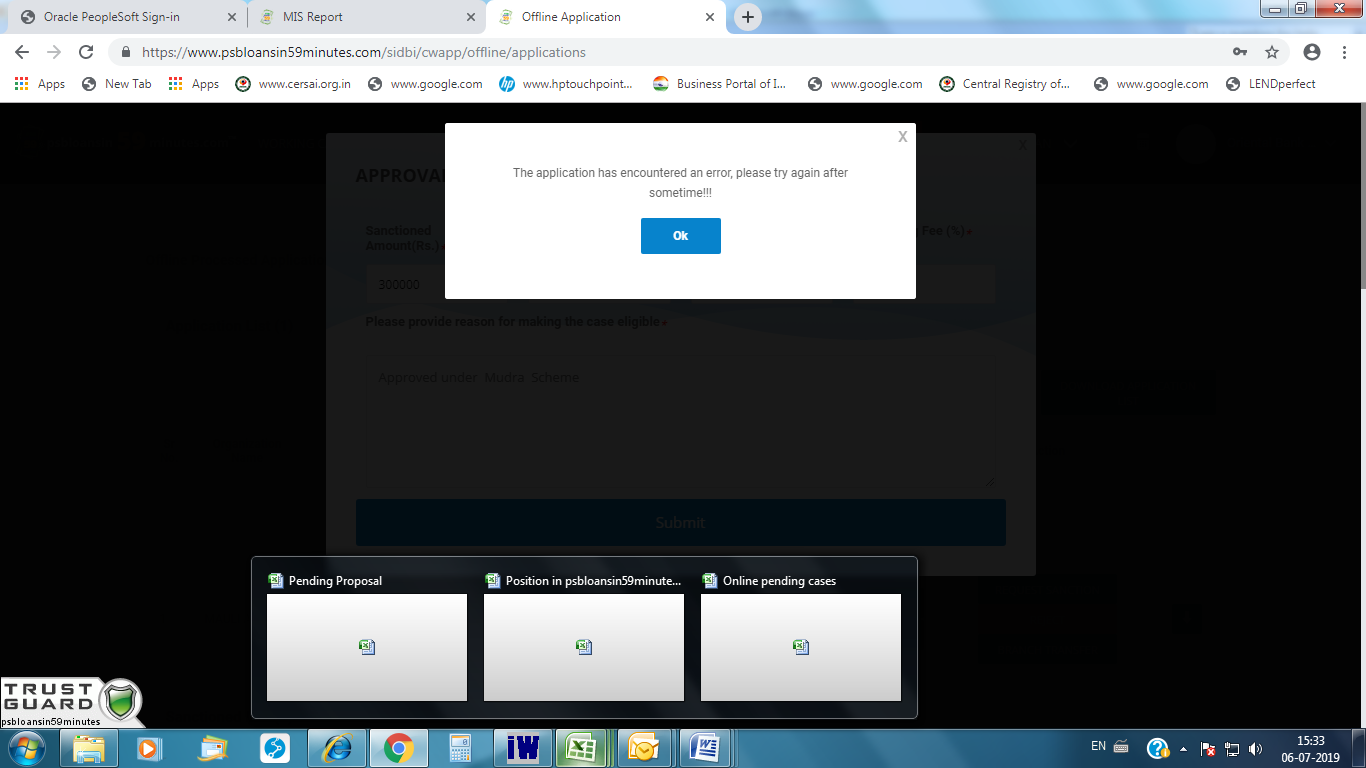 Oracle PeopleSoft Sign-in
MIS Report
Offline Application
https://www.psbloansin59minutes.com/sidbi/cwapp/offline/applications
Apps
New Tab
Apps
www.cersai.org.in
www.google.com
www.hptouchpoint...
Business Portal of I...
www.google.com
Central Registry of...
www.google.com
LENDperfect
X
X
The application has encountered an error, please try again after
sometime!!!
Ok
APPROVA
Sanctioned
Amount(Rs.)*
Fee (%)*
300000
Please provide reason for making the case eligible*
Approved under Mudra Scheme
Submit
Pending Proposal
Position in psbloansin59minute...
Online pending cases
TRUST
GUARD
psbloansin59minutes
iW
EN
15:33
06-07-2019